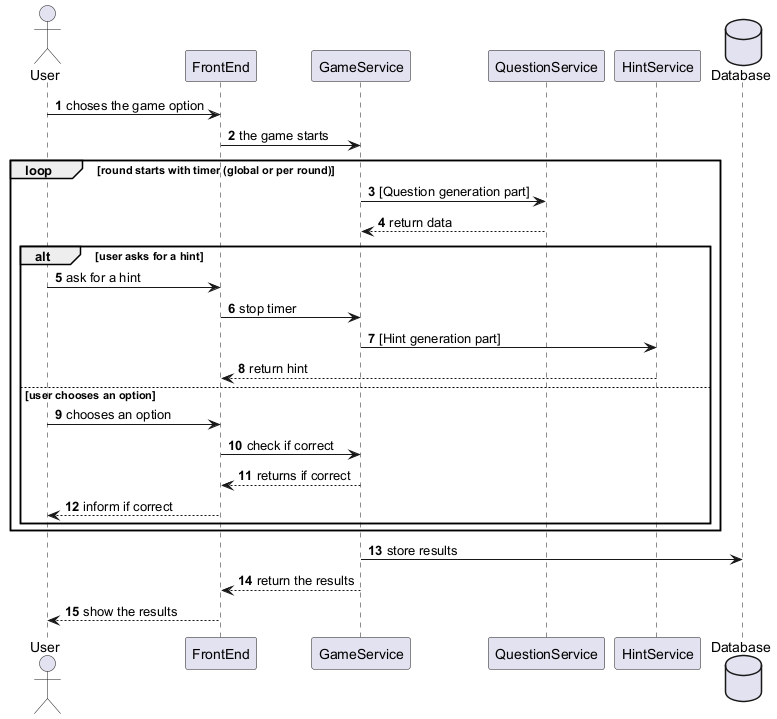 User
FrontEnd
GameService
QuestionService
HintService
Database
1 choses the game option
2 the game starts
loop [round starts with timer (global or per round)]
3 [Question generation part]
4 return data
alt [user asks for a hint]
5 ask for a hint
6 stop timer
7 [Hint generation part]
8 return hint
[user chooses an option]
9 chooses an option
10 check if correct
11 returns if correct
12 inform if correct
13 store results
14 return the results
15 show the results
User
FrontEnd
GameService
QuestionService
HintService
Database